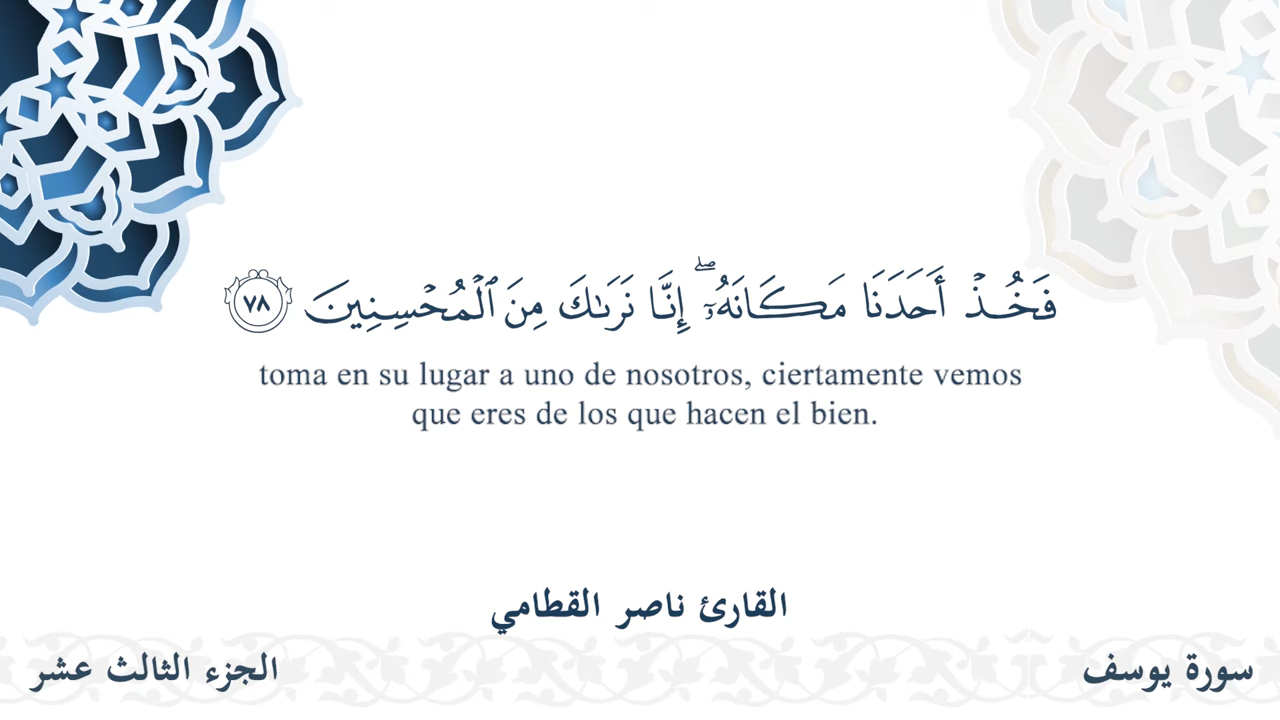 فَخُذْ أَحَدَنَا مَكَانَهُۥٓ ۖ إِنَّا نَرَىٰكَ مِنَ ٱلْمُحْسِنِينَ ٧٨
toma en su lugar a uno de nosotros, ciertamente vemos
que eres de los que hacen el bien.
القارئ ناصر القطامي
سورة يوسف
الجزء الثالث عشر